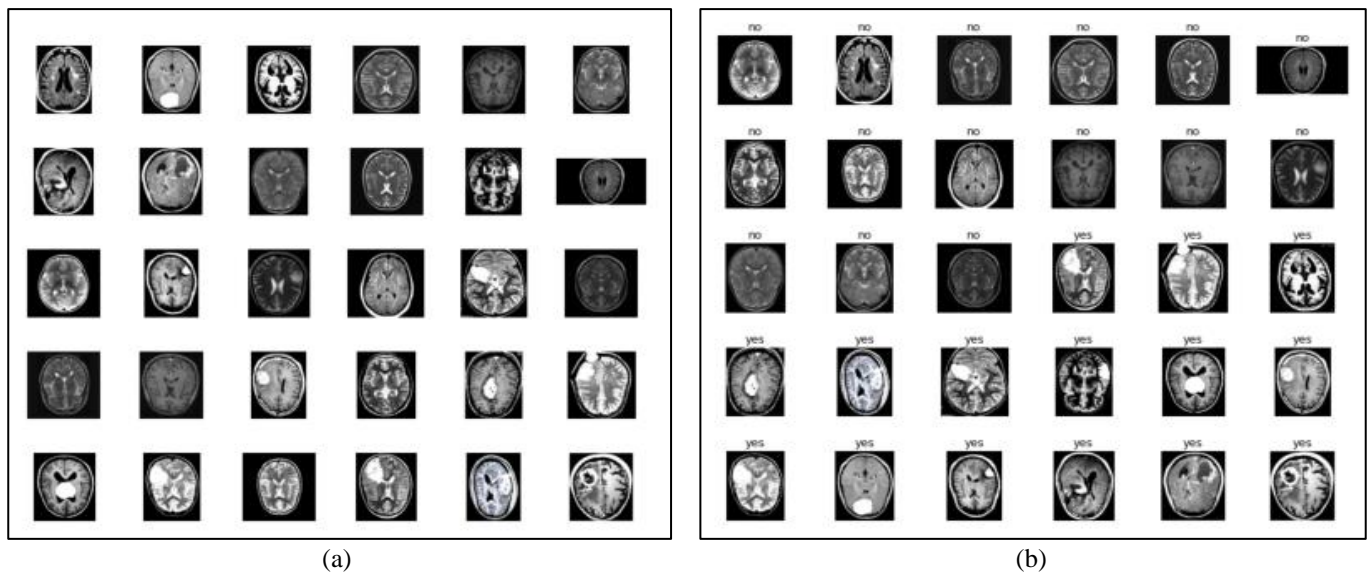 no no no no no no
no no no no no no
no no no yes yes yes
yes yes yes yes yes yes
yes yes yes yes yes yes
(a) (b)